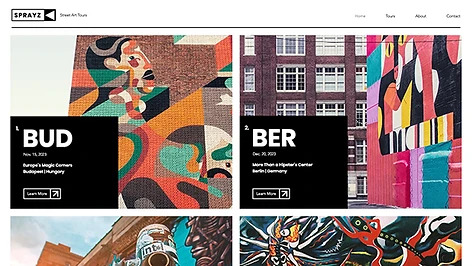 SPRAYZ
Street Art Tours
Home
Tours
About
Contact
1.
BUD
Nov. 15, 2023
Europe's Magic Corners
Budapest | Hungary
Learn More
2.
BER
Dec. 20, 2023
More Than a Hipster's Center
Berlin | Germany
Learn More